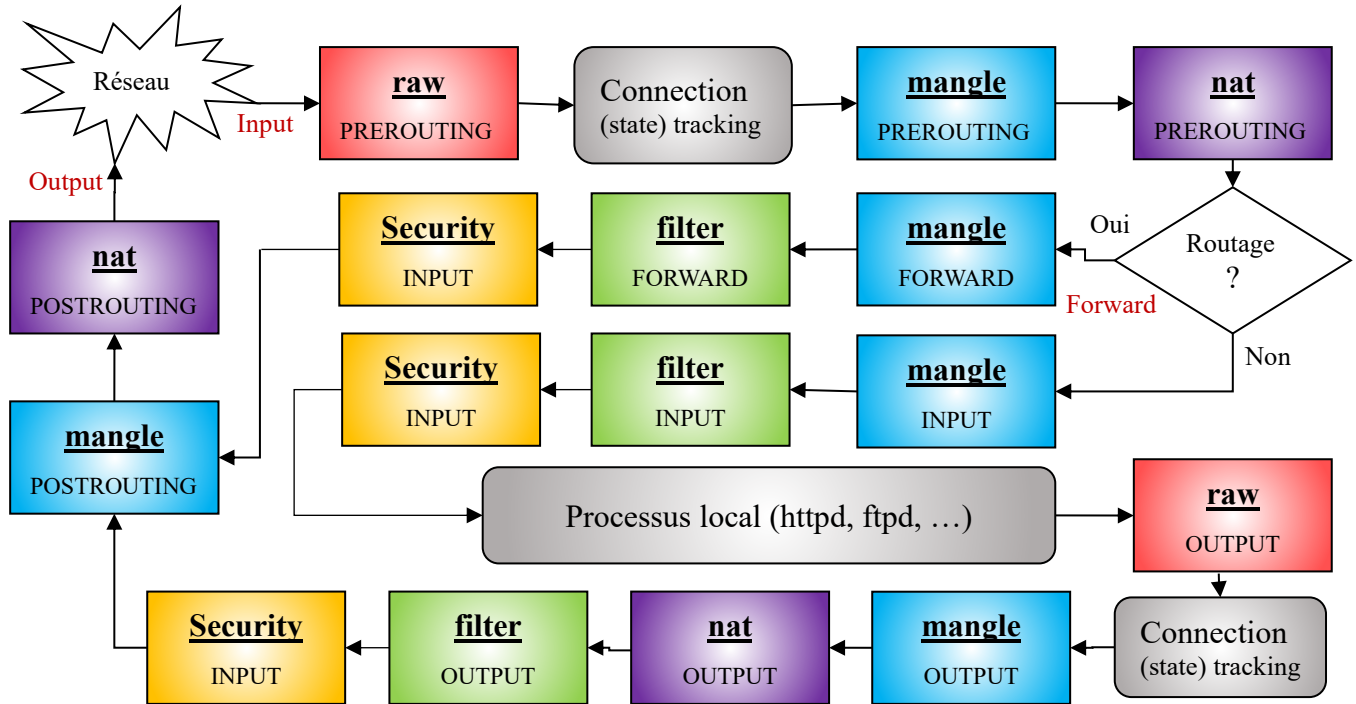 Réseau
Input
raw
PREROUTING
Connection
(state) tracking
mangle
PREROUTING
nat
PREROUTING
Output
nat
POSTROUTING
Security
INPUT
filter
FORWARD
mangle
FORWARD
Oui
Forward
Routage
?
Non
Security
INPUT
filter
INPUT
mangle
INPUT
mangle
POSTROUTING
Processus local (httpd, ftpd, …)
raw
OUTPUT
Security
INPUT
filter
OUTPUT
nat
OUTPUT
mangle
OUTPUT
Connection
(state) tracking